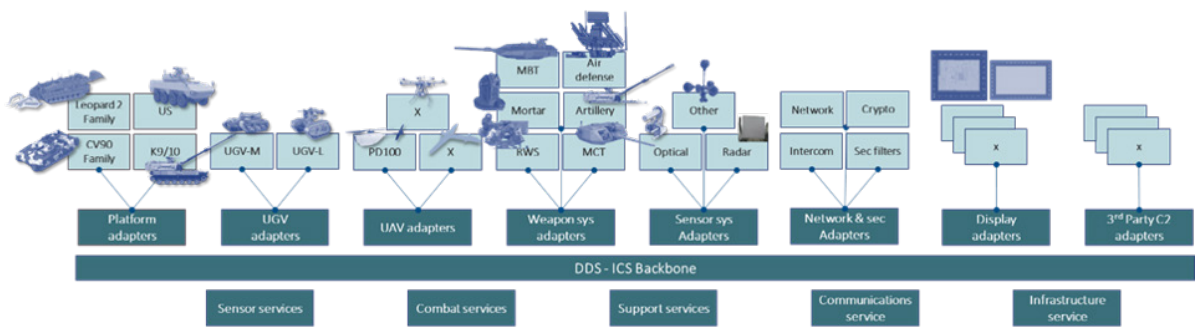 MBT
Air
defense
Leopard 2
Family
US
X
Mortar
Artillery
Other
Network
Crypto
CV90
Family
K9/10
UGV-M
UGV-L
PD100
X
RWS
MCT
Optical
Radar
Intercom
Sec filters
x
x
Platform
adapters
UGV
adapters
UAV adapters
Weapon sys
adapters
Sensor sys
Adapters
Network & sec
Adapters
Display
adapters
3rd Party C2
adapters
DDS - ICS Backbone
Sensor services
Combat services
Support services
Communications
service
Infrastructure
service